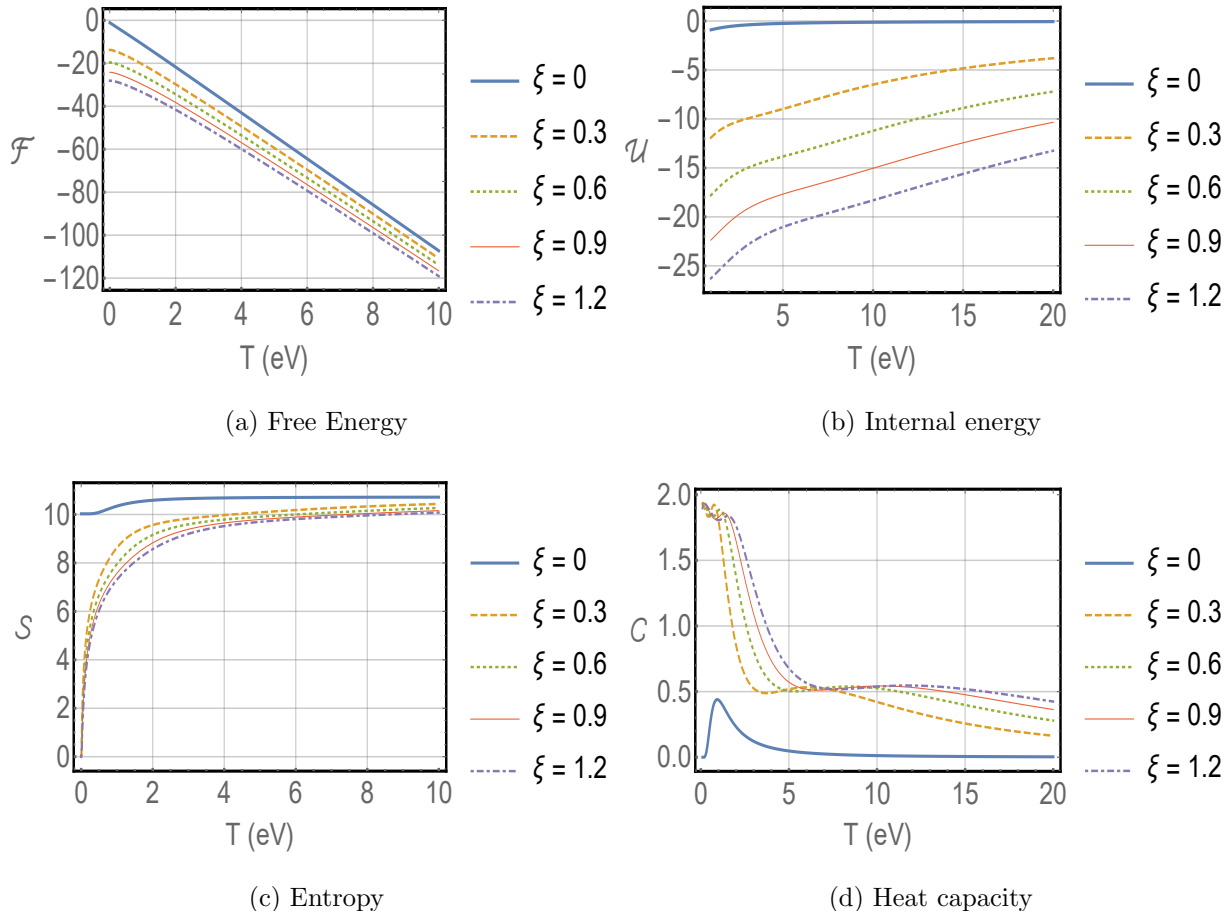 0
−20
−40
−60
−80
−100
−120
ℱ
0 2 4 6 8 10
T (eV)
ξ = 0
ξ = 0.3
ξ = 0.6
ξ = 0.9
ξ = 1.2
(a) Free Energy
0
−5
−10
−15
−20
−25
𝒰
5 10 15 20
T (eV)
ξ = 0
ξ = 0.3
ξ = 0.6
ξ = 0.9
ξ = 1.2
(b) Internal energy
10
8
6
4
2
0
𝒮
0 2 4 6 8 10
T (eV)
ξ = 0
ξ = 0.3
ξ = 0.6
ξ = 0.9
ξ = 1.2
(c) Entropy
2.0
1.5
1.0
0.5
0.0
𝒞
0 5 10 15 20
T (eV)
ξ = 0
ξ = 0.3
ξ = 0.6
ξ = 0.9
ξ = 1.2
(d) Heat capacity